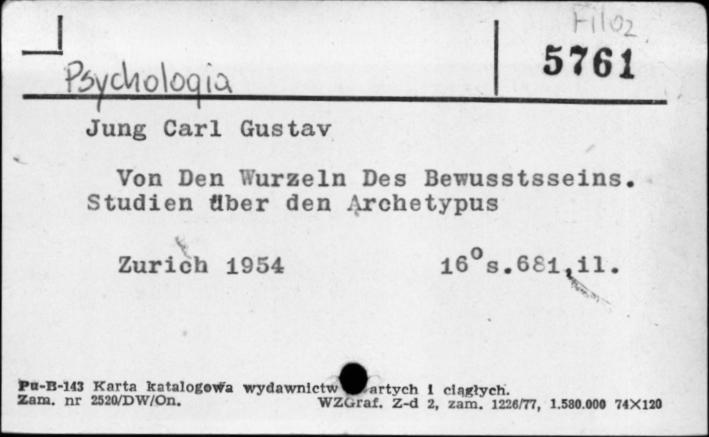 Filoz
5761
Psychologia
Jung Carl Gustav
Von Den Wurzeln Des Bewusstsseins.
Studien über den Archetypus
Zurich 1954 16° s.681,il.
Pu-B-143 Karta katalogowa wydawnictw artych i ciągłych.
Zam. nr 2520/DW/On. WZGraf. Z-d 2, zam. 1226/77, 1.580.000 74X120